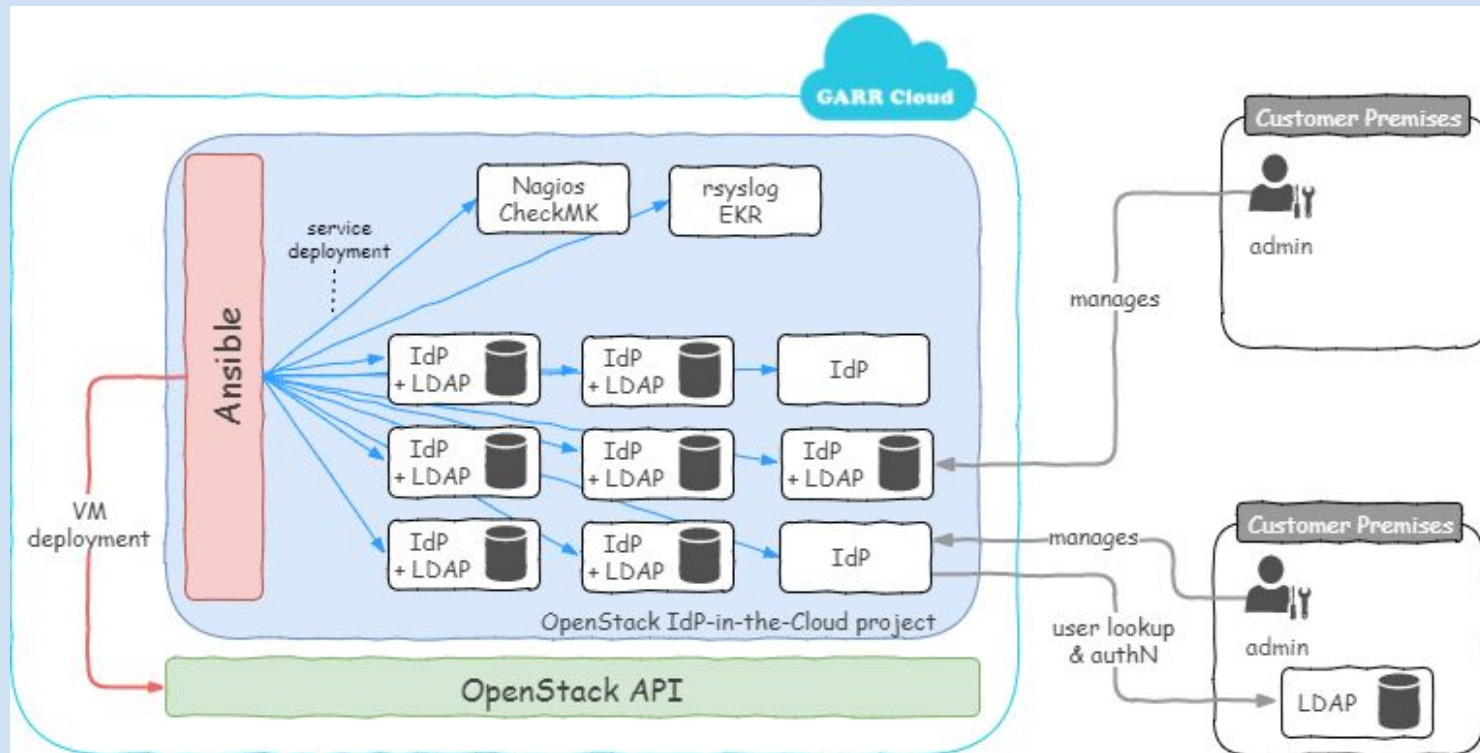 GARR Cloud
Customer Premises
admin
manages
Nagios
CheckMK
rsyslog
EKR
service
deployment
Ansible
IdP
+ LDAP
IdP
+ LDAP
IdP
IdP
+ LDAP
IdP
+ LDAP
IdP
+ LDAP
VM
deployment
IdP
+ LDAP
IdP
+ LDAP
IdP
OpenStack IdP-in-the-Cloud project
OpenStack API
Customer Premises
manages
admin
user lookup
& authN
LDAP